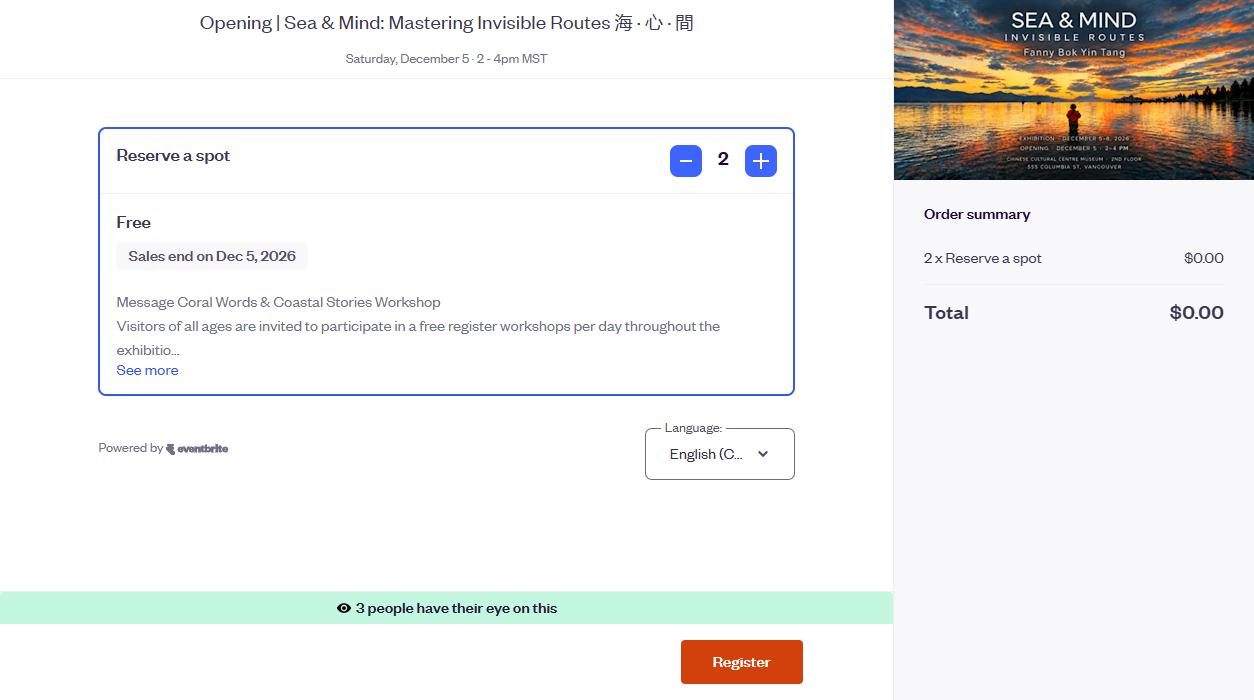 Opening | Sea & Mind: Mastering Invisible Routes 海 · 心 · 間
Saturday, December 5 · 2 - 4pm MST
Reserve a spot
2
Free
Sales end on Dec 5, 2026
Message Coral Words & Coastal Stories Workshop
Visitors of all ages are invited to participate in a free register workshops per day throughout the
exhibitio...
See more
Powered by eventbrite
Language:
English (C...
3 people have their eye on this
Register
SEA & MIND
INVISIBLE ROUTES
Fanny Bok Yin Tang
EXHIBITION · DECEMBER 5-6, 2026
OPENING · DECEMBER 5 · 2–4 PM
CHINESE CULTURAL CENTRE MUSEUM · 2ND FLOOR
555 COLUMBIA ST, VANCOUVER
Order summary
2 x Reserve a spot $0.00
Total $0.00